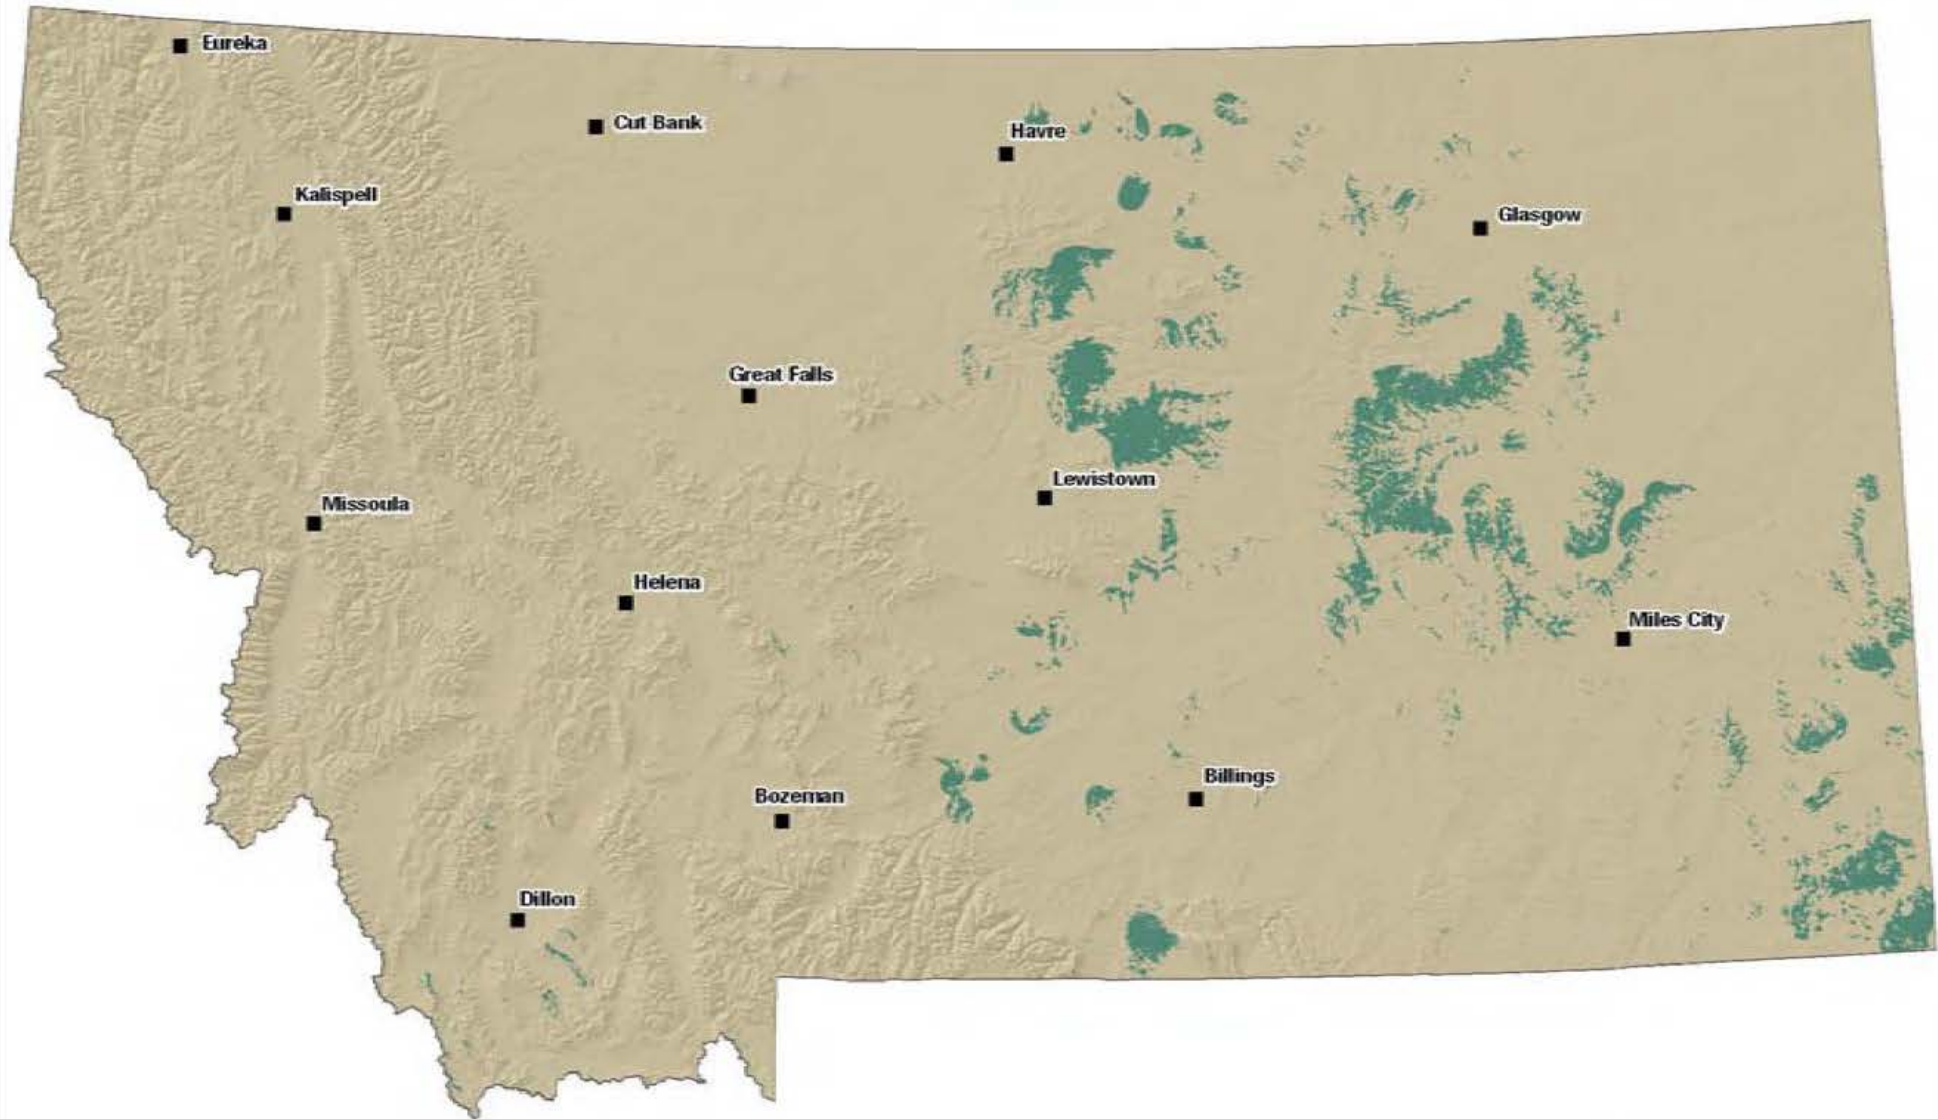 Eureka
Cut Bank
Havre
Kalispell
Glasgow
Great Falls
Lewistown
Missoula
Helena
Miles City
Billings
Bozeman
Dillon